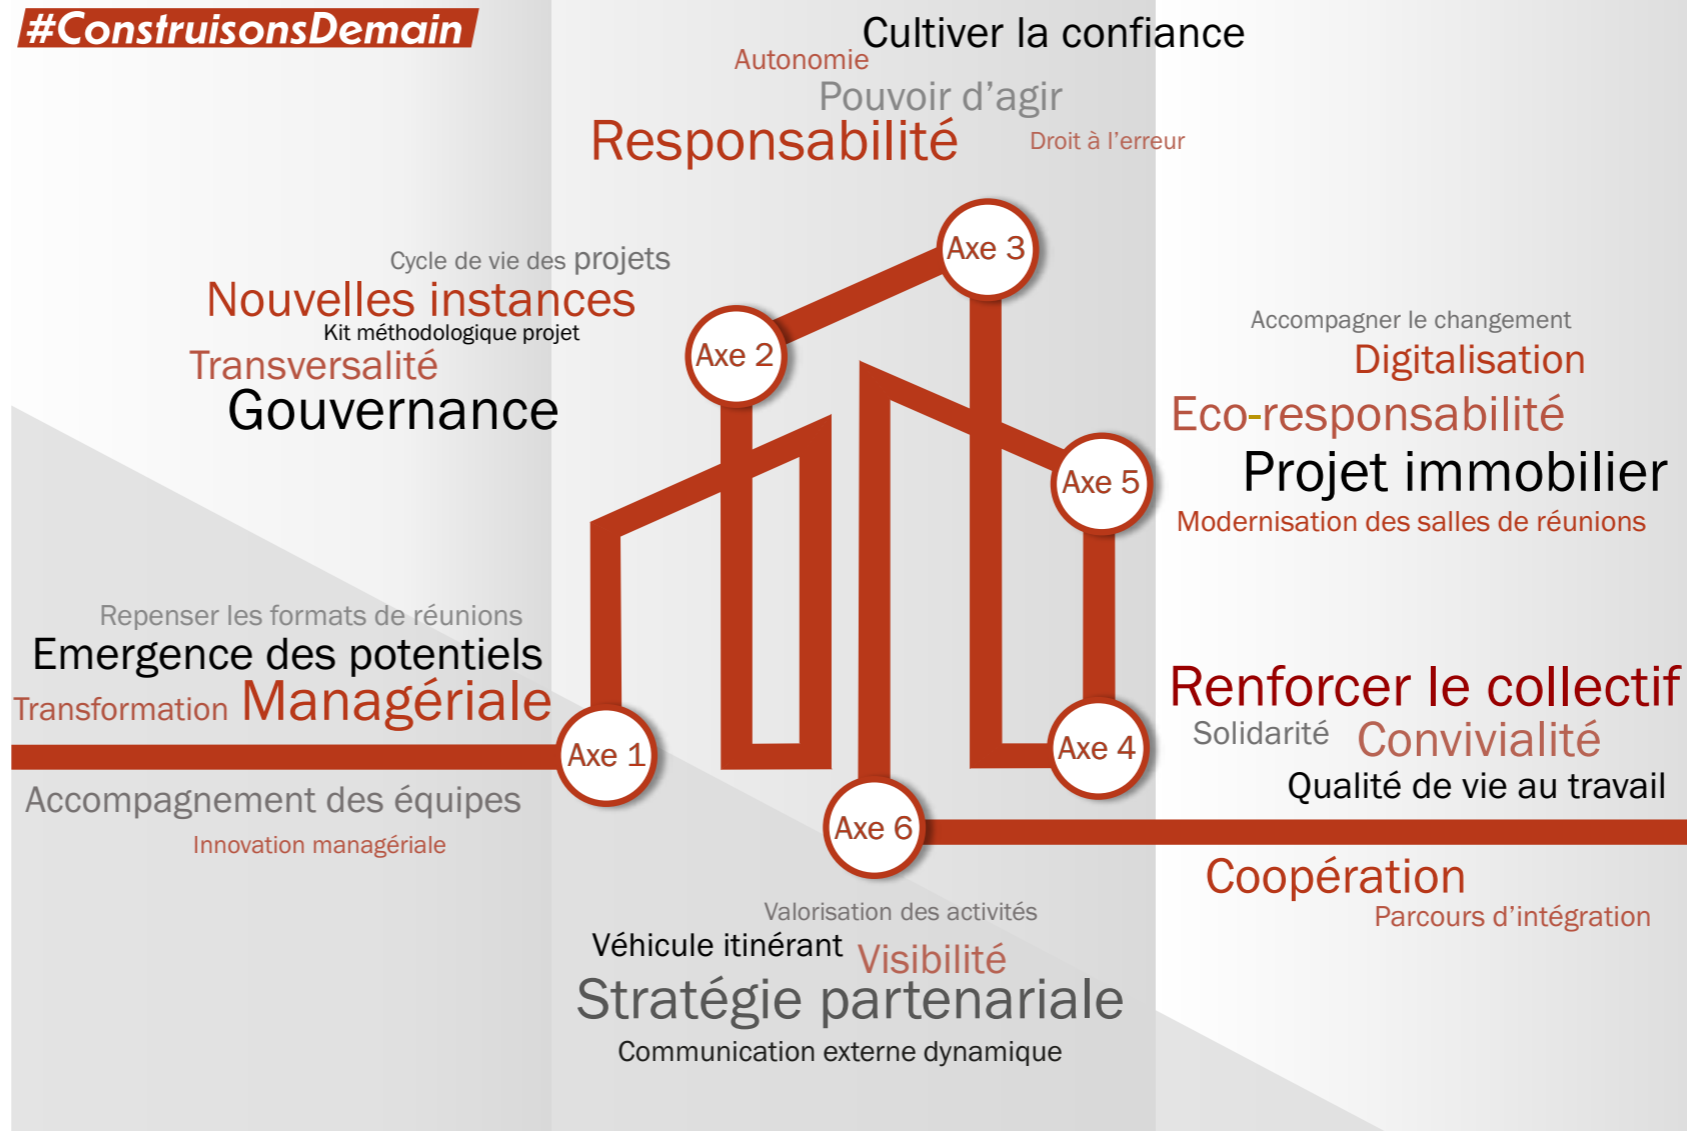 #ConstruisonsDemain
Cultiver la confiance
Autonomie
Pouvoir d’agir
Responsabilité
Droit à l’erreur
Axe 3
Cycle de vie des projets
Nouvelles instances
Kit méthodologique projet
Transversalité
Gouvernance
Axe 2
Accompagner le changement
Digitalisation
Eco-responsabilité
Projet immobilier
Modernisation des salles de réunions
Axe 5
Repenser les formats de réunions
Emergence des potentiels
Transformation Managériale
Axe 1
Accompagnement des équipes
Innovation managériale
Renforcer le collectif
Solidarité Convivialité
Axe 4
Qualité de vie au travail
Axe 6
Coopération
Parcours d’intégration
Valorisation des activités
Véhicule itinérant Visibilité
Stratégie partenariale
Communication externe dynamique